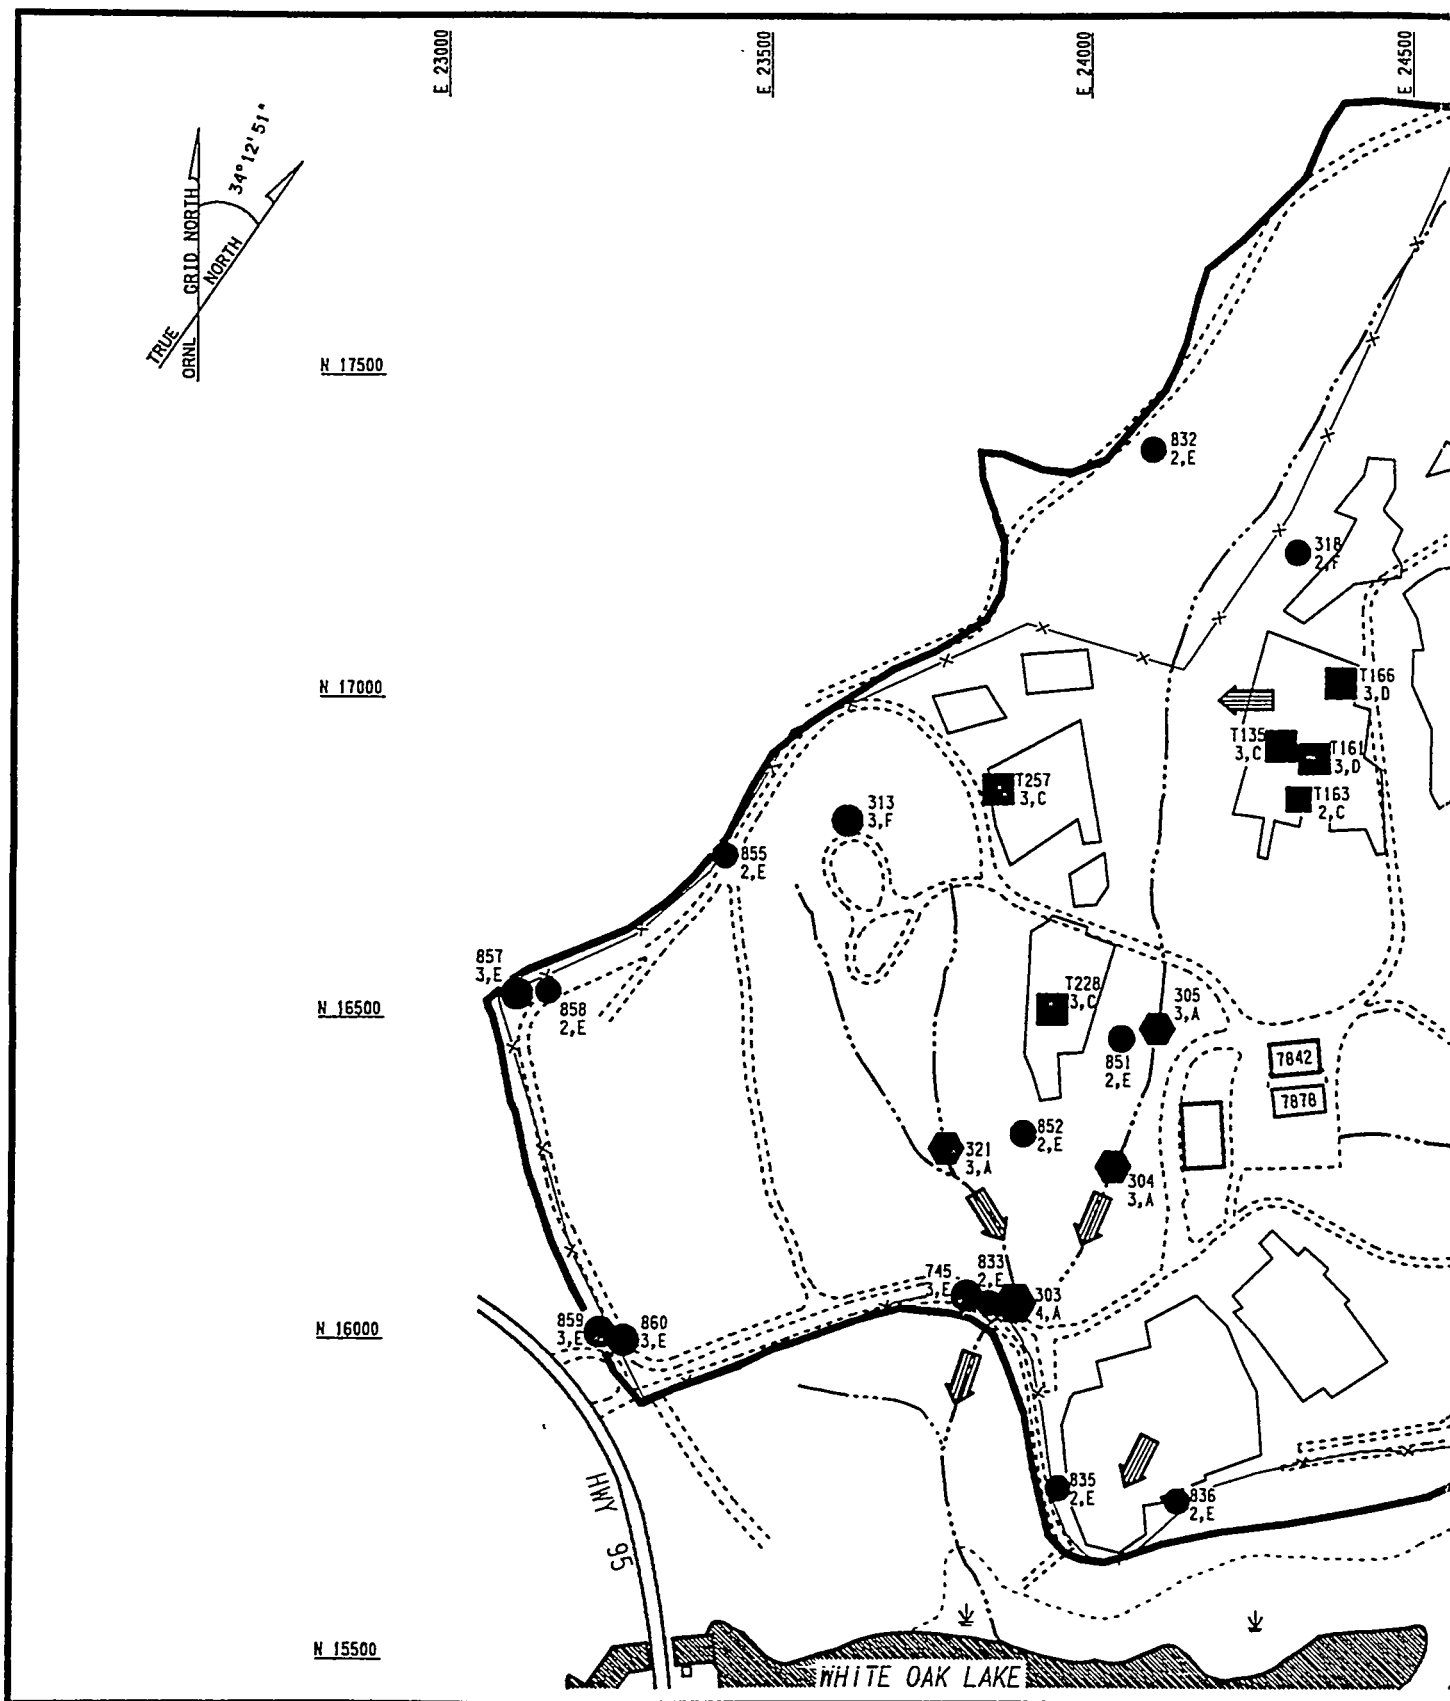 E 23000
E 23500
E 24000
E 24500
34°12'51"
ORNL GRID NORTH
TRUE NORTH
N 17500
832
2,E
318
2,F
N 17000
T166
3,D
T135
3,C
T161
3,D
T257
3,C
T163
2,C
313
3,F
855
2,E
857
3,E
858
2,E
N 16500
T228
3,C
305
3,A
851
2,E
7842
7878
852
2,E
321
3,A
304
3,A
745
3,E
833
2,E
303
4,A
859
3,E
860
3,E
N 16000
HWY 95
835
2,E
836
2,E
N 15500
WHITE OAK LAKE